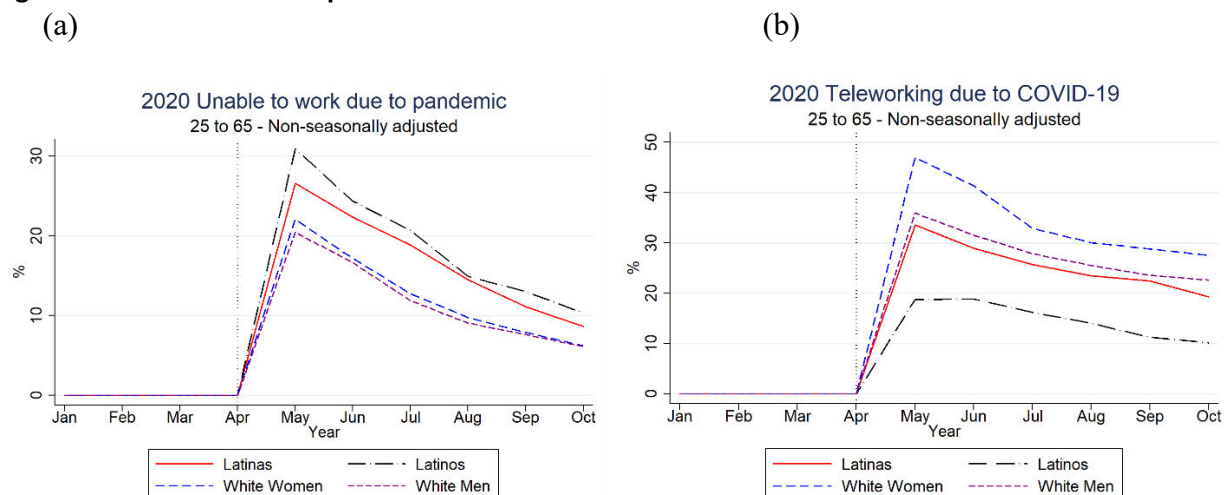 (a)
(b)
2020 Unable to work due to pandemic
25 to 65 - Non-seasonally adjusted
30
20
%
10
0
Jan Feb Mar Apr May Jun Jul Aug Sep Oct
Year
Latinas Latinos
White Women White Men
2020 Teleworking due to COVID-19
25 to 65 - Non-seasonally adjusted
50
40
30
%
20
10
0
Jan Feb Mar Apr May Jun Jul Aug Sep Oct
Year
Latinas Latinos
White Women White Men